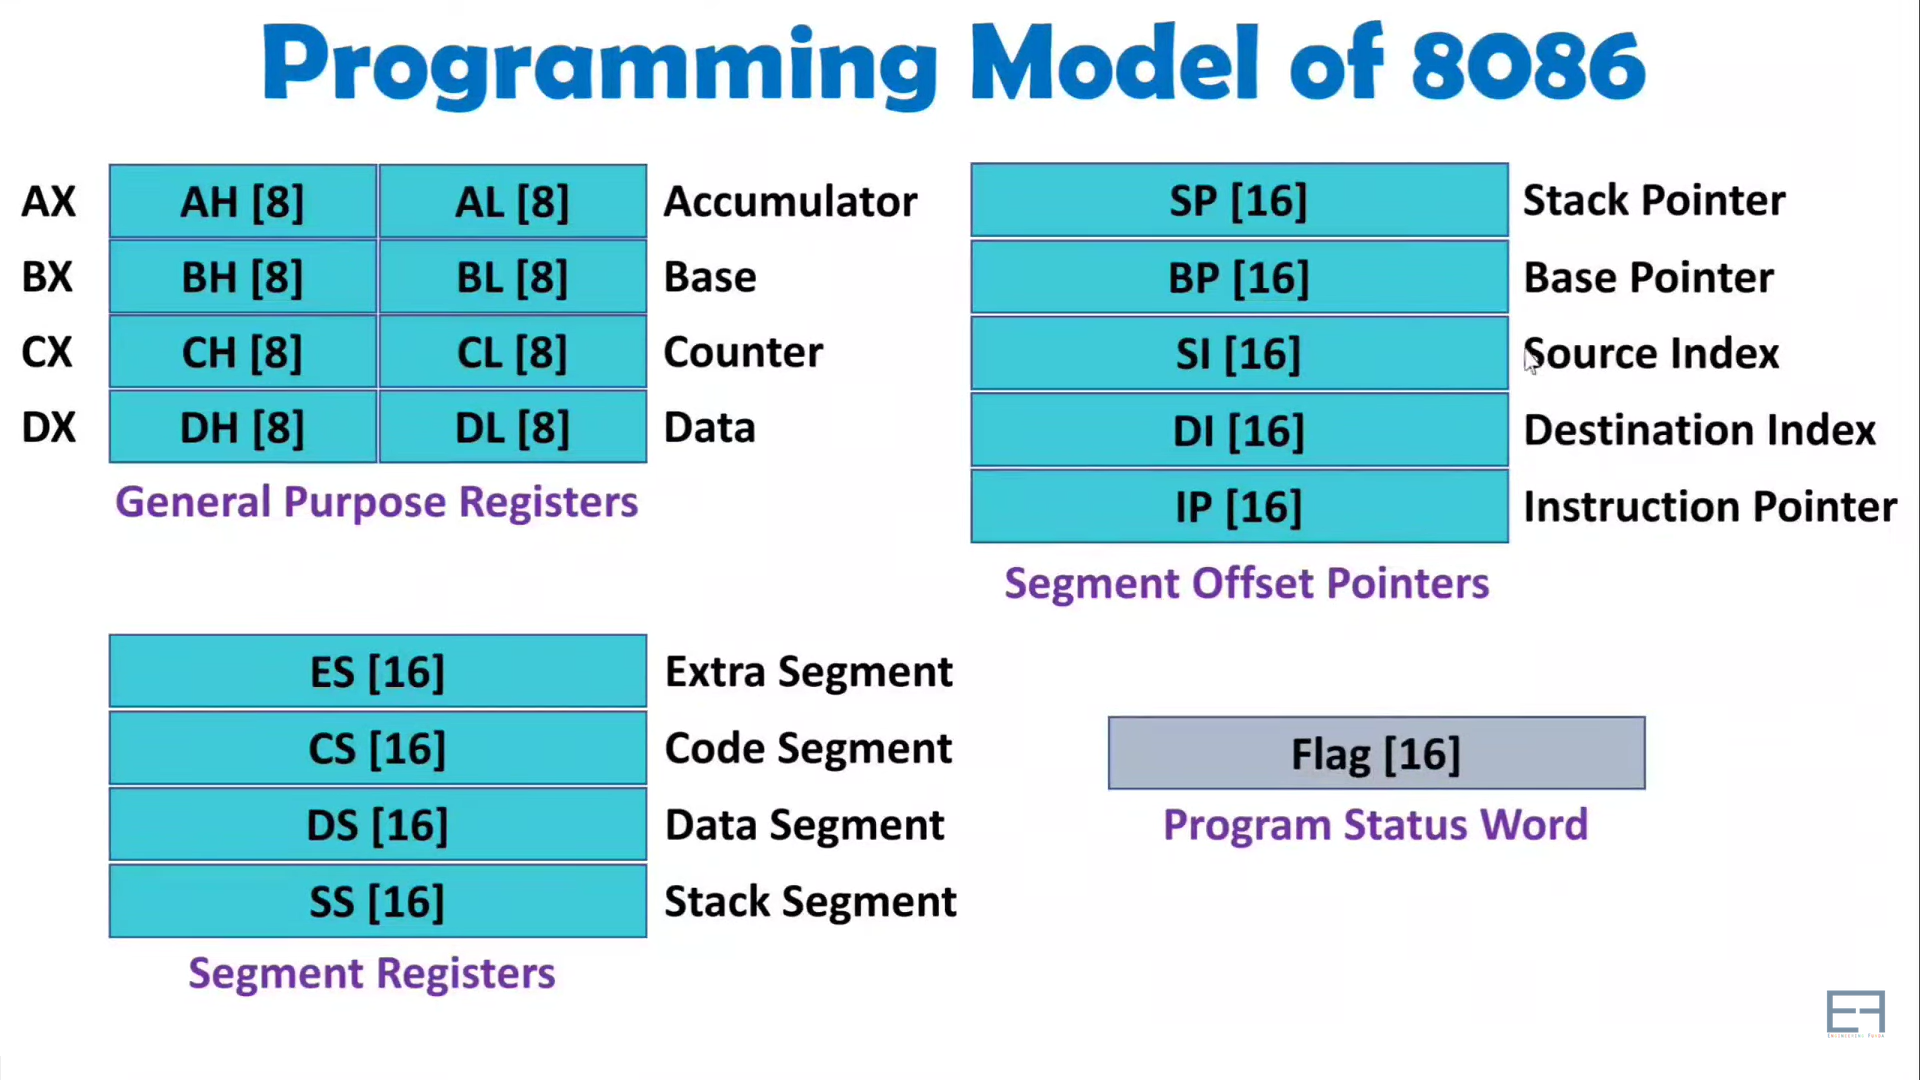 Programming Model of 8086
AX AH [8] AL [8] Accumulator
BX BH [8] BL [8] Base
CX CH [8] CL [8] Counter
DX DH [8] DL [8] Data
General Purpose Registers
SP [16] Stack Pointer
BP [16] Base Pointer
SI [16] Source Index
DI [16] Destination Index
IP [16] Instruction Pointer
Segment Offset Pointers
ES [16] Extra Segment
CS [16] Code Segment
DS [16] Data Segment
SS [16] Stack Segment
Segment Registers
Flag [16]
Program Status Word